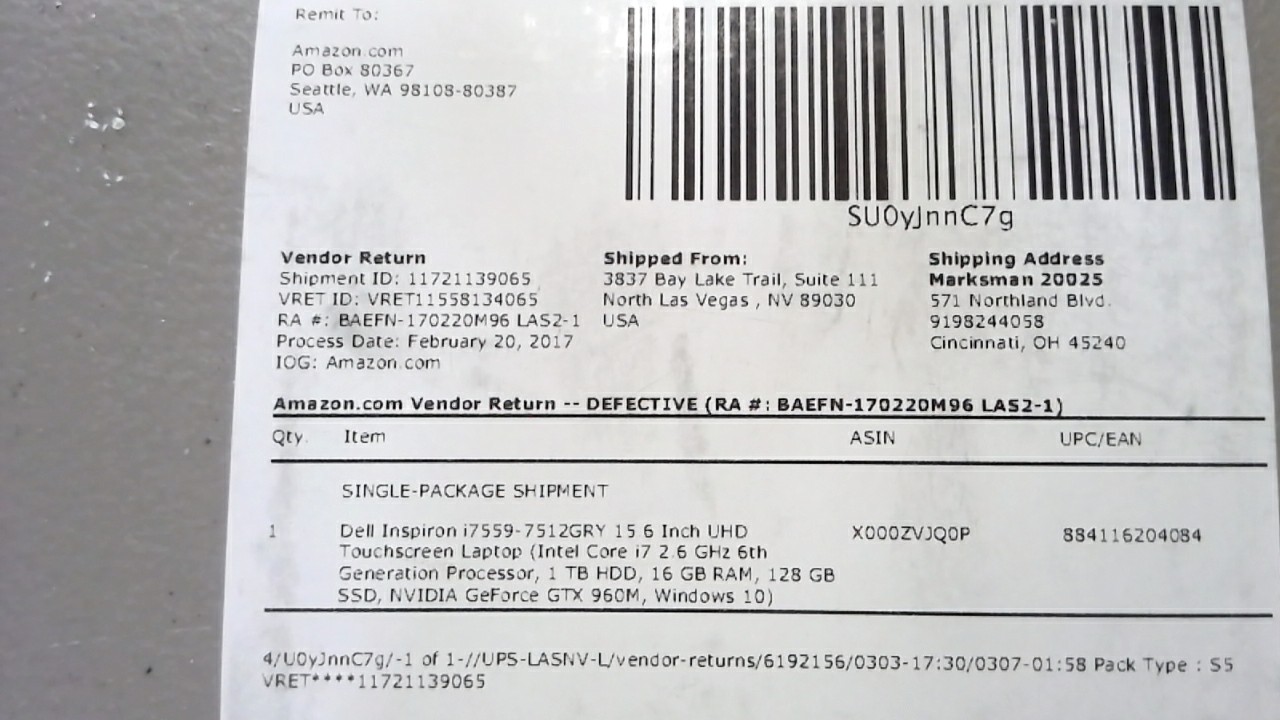 Remit To:
Amazon.com
PO Box 80367
Seattle, WA 98108-80387
USA
SU0yJnnC7g
Vendor Return
Shipment ID: 11721139065
VRET ID: VRET11558134065
RA #: BAEFN-170220M96 LAS2-1
Process Date: February 20, 2017
IOG: Amazon.com
Shipped From:
3837 Bay Lake Trail, Suite 111
North Las Vegas , NV 89030
USA
Shipping Address
Marksman 20025
571 Northland Blvd.
9198244058
Cincinnati, OH 45240
Amazon.com Vendor Return -- DEFECTIVE (RA #: BAEFN-170220M96 LAS2-1)
Qty. Item ASIN UPC/EAN
SINGLE-PACKAGE SHIPMENT
1 Dell Inspiron i7559-7512GRY 15.6 Inch UHD X000ZVJQ0P 884116204084
Touchscreen Laptop (Intel Core i7 2.6 GHz 6th
Generation Processor, 1 TB HDD, 16 GB RAM, 128 GB
SSD, NVIDIA GeForce GTX 960M, Windows 10)
4/U0yJnnC7g/-1 of 1-//UPS-LASNV-L/vendor-returns/6192156/0303-17:30/0307-01:58 Pack Type : S5
VRET****11721139065